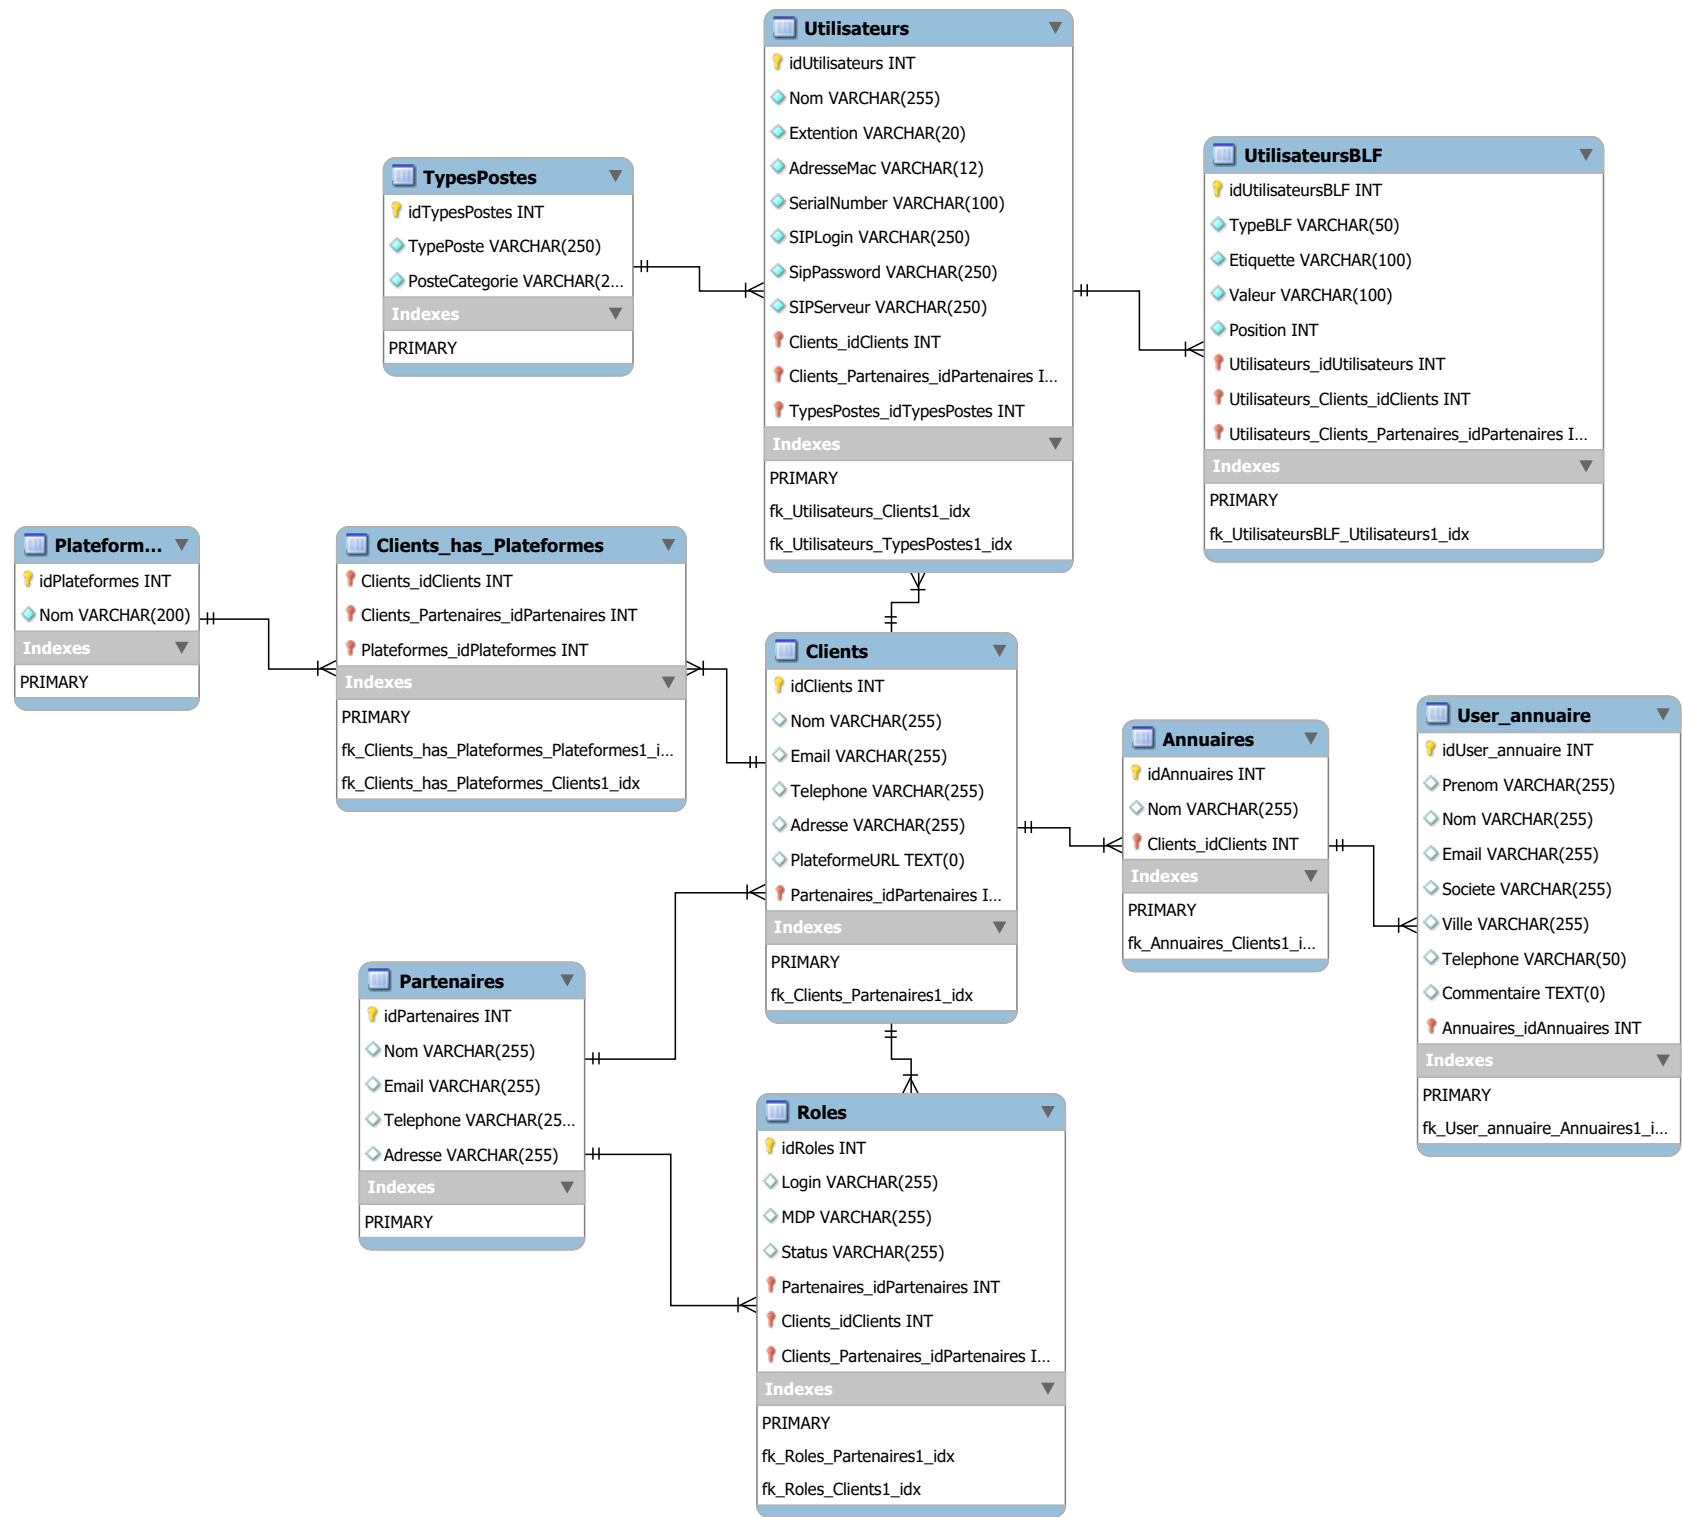 Utilisateurs
idUtilisateurs INT
Nom VARCHAR(255)
Extention VARCHAR(20)
AdresseMac VARCHAR(12)
SerialNumber VARCHAR(100)
SIPLogin VARCHAR(250)
SipPassword VARCHAR(250)
SIPServeur VARCHAR(250)
Clients_idClients INT
Clients_Partenaires_idPartenaires I...
TypesPostes_idTypesPostes INT
Indexes
PRIMARY
fk_Utilisateurs_Clients1_idx
fk_Utilisateurs_TypesPostes1_idx
UtilisateursBLF
idUtilisateursBLF INT
TypeBLF VARCHAR(50)
Etiquette VARCHAR(100)
Valeur VARCHAR(100)
Position INT
Utilisateurs_idUtilisateurs INT
Utilisateurs_Clients_idClients INT
Utilisateurs_Clients_Partenaires_idPartenaires I...
Indexes
PRIMARY
fk_UtilisateursBLF_Utilisateurs1_idx
TypesPostes
idTypesPostes INT
TypePoste VARCHAR(250)
PosteCategorie VARCHAR(2...
Indexes
PRIMARY
Plateform...
idPlateformes INT
Nom VARCHAR(200)
Indexes
PRIMARY
Clients_has_Plateformes
Clients_idClients INT
Clients_Partenaires_idPartenaires INT
Plateformes_idPlateformes INT
Indexes
PRIMARY
fk_Clients_has_Plateformes_Plateformes1_i...
fk_Clients_has_Plateformes_Clients1_idx
Clients
idClients INT
Nom VARCHAR(255)
Email VARCHAR(255)
Telephone VARCHAR(255)
Adresse VARCHAR(255)
PlateformeURL TEXT(0)
Partenaires_idPartenaires I...
Indexes
PRIMARY
fk_Clients_Partenaires1_idx
Annuaires
idAnnuaires INT
Nom VARCHAR(255)
Clients_idClients INT
Indexes
PRIMARY
fk_Annuaires_Clients1_i...
User_annuaire
idUser_annuaire INT
Prenom VARCHAR(255)
Nom VARCHAR(255)
Email VARCHAR(255)
Societe VARCHAR(255)
Ville VARCHAR(255)
Telephone VARCHAR(50)
Commentaire TEXT(0)
Annuaires_idAnnuaires INT
Indexes
PRIMARY
fk_User_annuaire_Annuaires1_i...
Partenaires
idPartenaires INT
Nom VARCHAR(255)
Email VARCHAR(255)
Telephone VARCHAR(25...
Adresse VARCHAR(255)
Indexes
PRIMARY
Roles
idRoles INT
Login VARCHAR(255)
MDP VARCHAR(255)
Status VARCHAR(255)
Partenaires_idPartenaires INT
Clients_idClients INT
Clients_Partenaires_idPartenaires I...
Indexes
PRIMARY
fk_Roles_Partenaires1_idx
fk_Roles_Clients1_idx